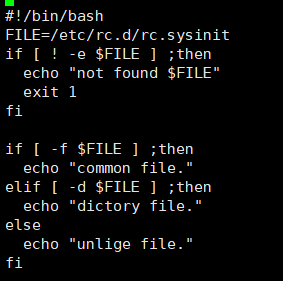 #!/bin/bash
FILE=/etc/rc.d/rc.sysinit
if [ ! -e $FILE ] ;then
  echo "not found $FILE"
  exit 1
fi

if [ -f $FILE ] ;then
  echo "common file."
elif [ -d $FILE ] ;then
  echo "dictory file."
else
  echo "unlige file."
fi